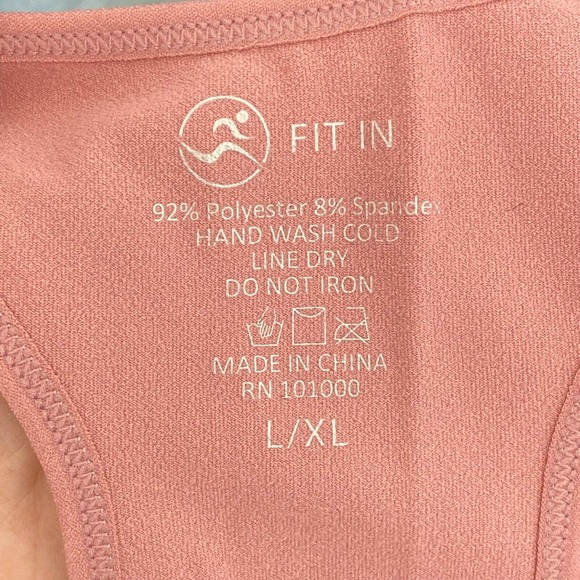 FIT IN
92% Polyester 8% Spandex
HAND WASH COLD
LINE DRY
DO NOT IRON
MADE IN CHINA
RN 101000
L/XL